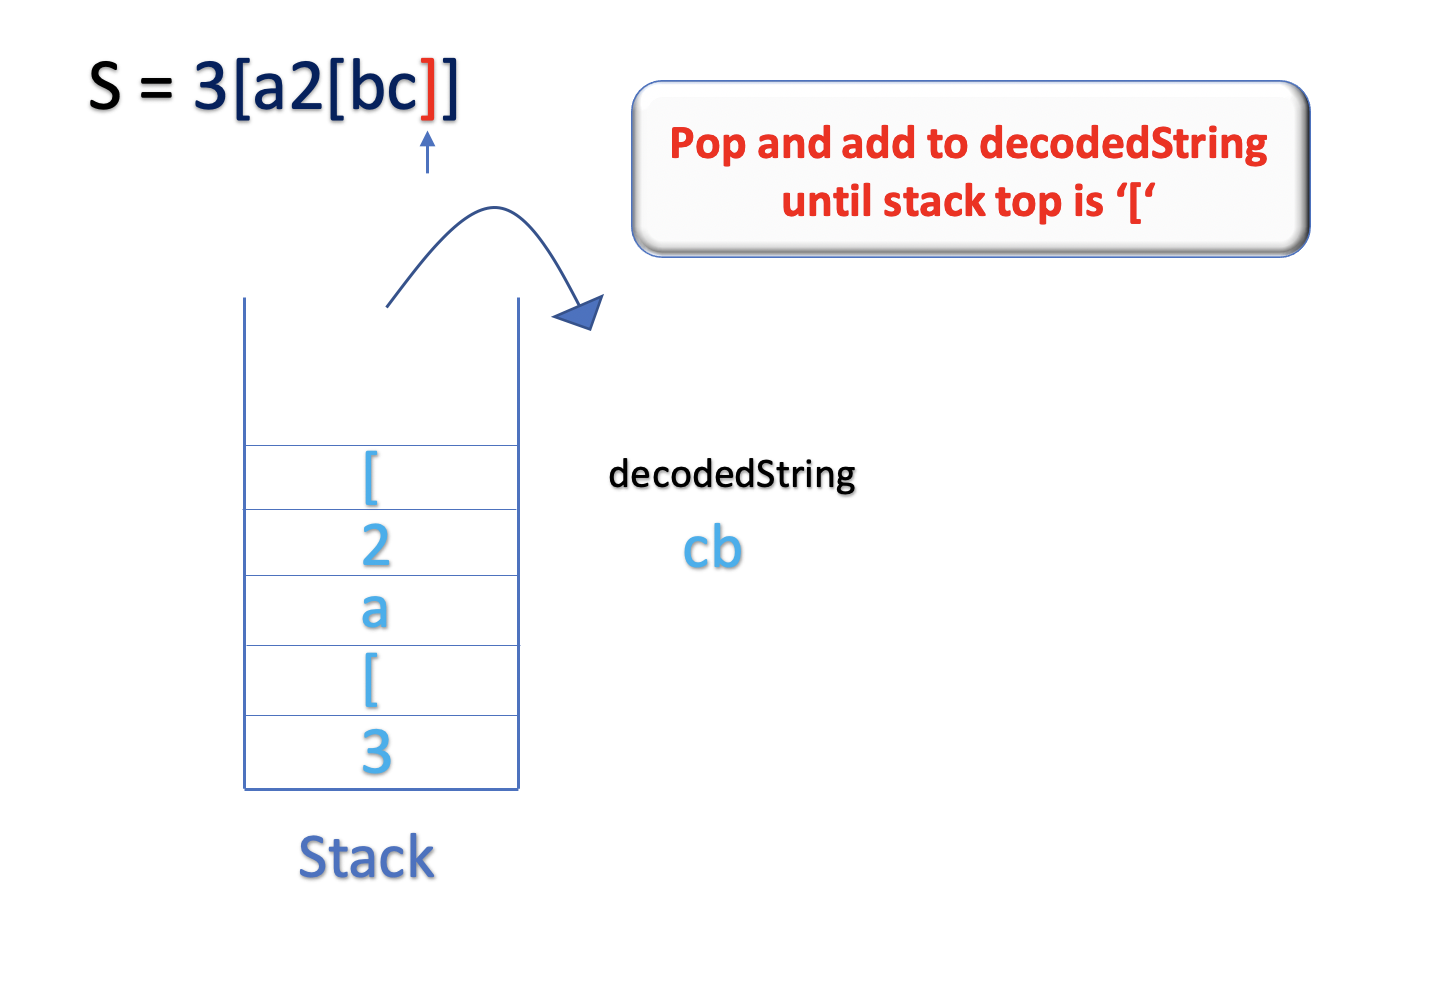 S = 3[a2[bc]]
Pop and add to decodedString
until stack top is ‘[‘
[
2
a
[
3
decodedString
cb
Stack